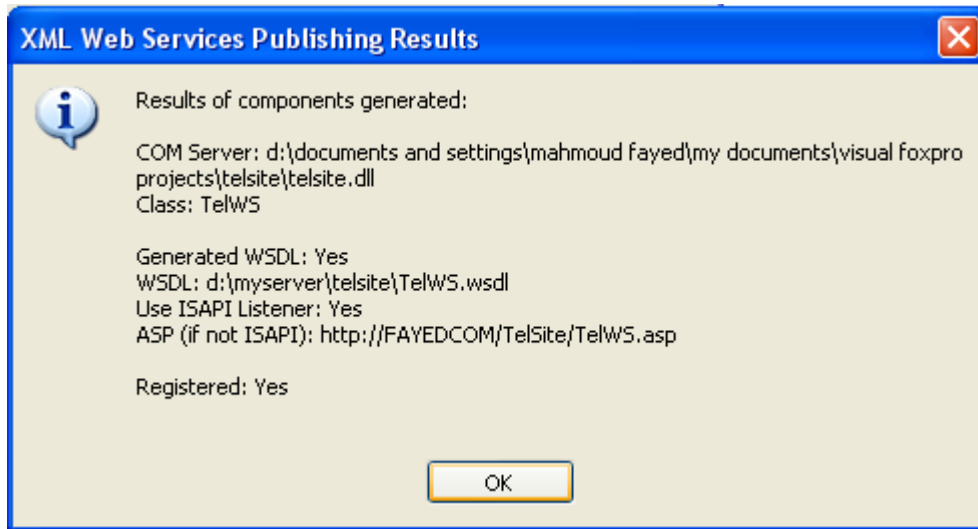 XML Web Services Publishing Results
Results of components generated:
COM Server: d:\documents and settings\mahmoud fayed\my documents\visual foxpro
projects\telsite\telsite.dll
Class: TelWS
Generated WSDL: Yes
WSDL: d:\myserver\telsite\TelWS.wsdl
Use ISAPI Listener: Yes
ASP (if not ISAPI): http://FAYEDCOM/TelSite/TelWS.asp
Registered: Yes
OK